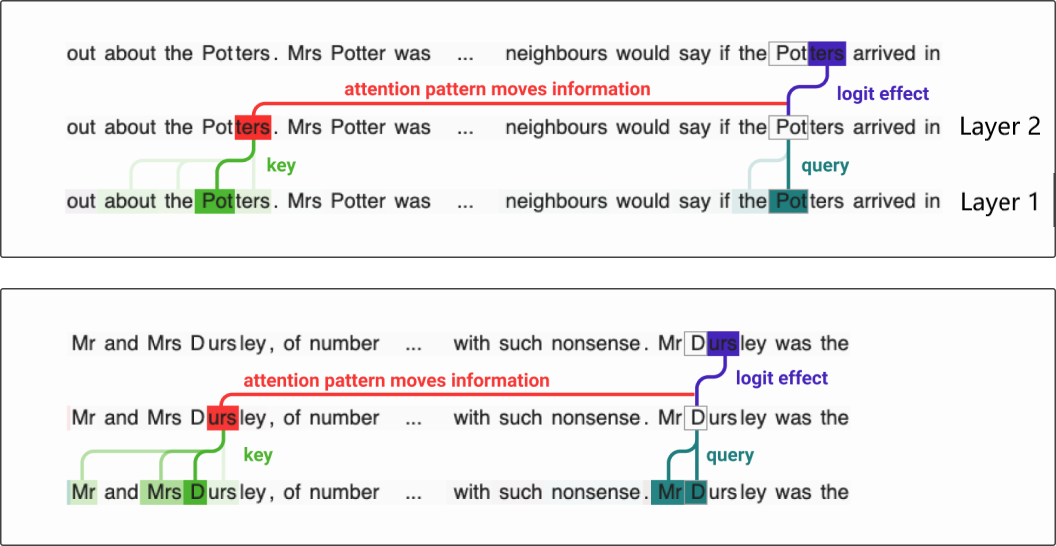 out about the Potters. Mrs Potter was ... neighbours would say if the Potters arrived in
attention pattern moves information
logit effect
out about the Potters. Mrs Potter was ... neighbours would say if the Potters arrived in Layer 2
key
query
out about the Potters. Mrs Potter was ... neighbours would say if the Potters arrived in Layer 1
Mr and Mrs Dursley, of number ... with such nonsense. Mr Dursley was the
attention pattern moves information
logit effect
Mr and Mrs Dursley, of number ... with such nonsense. Mr Dursley was the
key
query
Mr and Mrs Dursley, of number ... with such nonsense. Mr Dursley was the